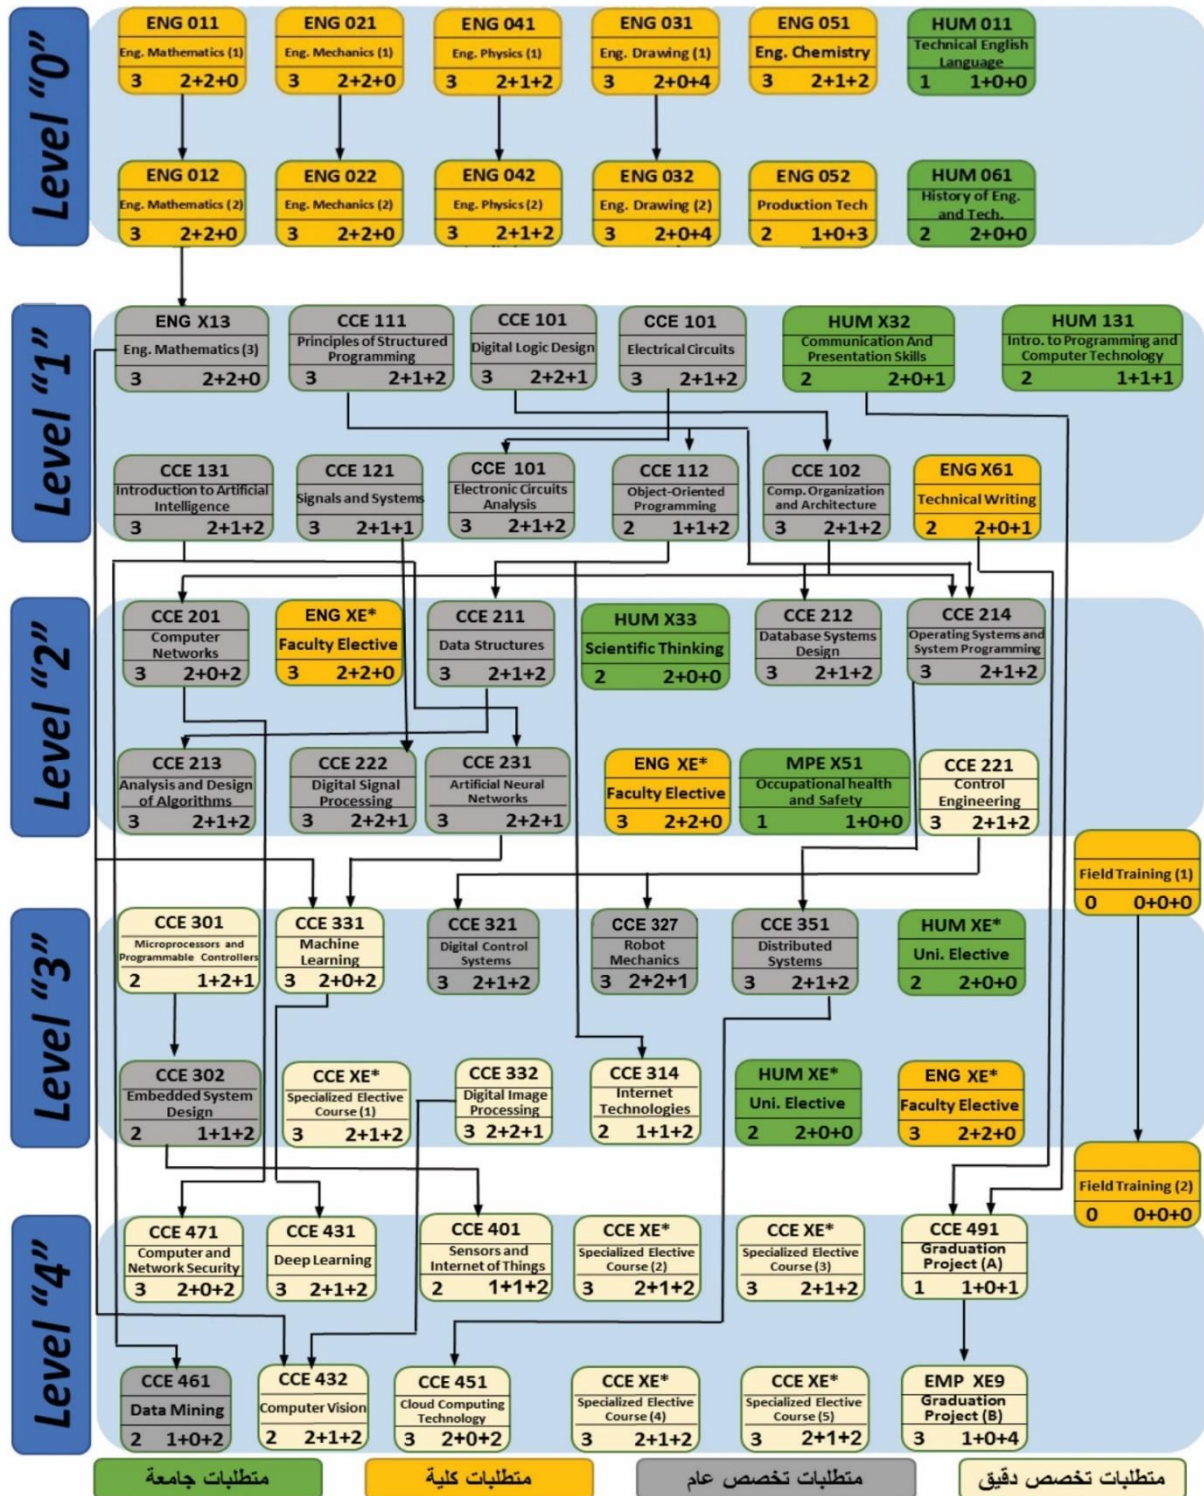 Level "0"
ENG 011
Eng. Mathematics (1)
3 2+2+0
ENG 021
Eng. Mechanics (1)
3 2+2+0
ENG 041
Eng. Physics (1)
3 2+1+2
ENG 031
Eng. Drawing (1)
3 2+0+4
ENG 051
Eng. Chemistry
3 2+1+2
HUM 011
Technical English
Language
1 1+0+0
ENG 012
Eng. Mathematics (2)
3 2+2+0
ENG 022
Eng. Mechanics (2)
3 2+2+0
ENG 042
Eng. Physics (2)
3 2+1+2
ENG 032
Eng. Drawing (2)
3 2+0+4
ENG 052
Production Tech
2 1+0+3
HUM 061
History of Eng.
and Tech.
2 2+0+0
Level "1"
ENG X13
Eng. Mathematics (3)
3 2+2+0
CCE 111
Principles of Structured
Programming
3 2+1+2
CCE 101
Digital Logic Design
3 2+2+1
CCE 101
Electrical Circuits
3 2+1+2
HUM X32
Communication And
Presentation Skills
2 2+0+1
HUM 131
Intro. to Programming and
Computer Technology
2 1+1+1
CCE 131
Introduction to Artificial
Intelligence
3 2+1+2
CCE 121
Signals and Systems
3 2+1+1
CCE 101
Electronic Circuits
Analysis
3 2+1+2
CCE 112
Object-Oriented
Programming
2 1+1+2
CCE 102
Comp. Organization
and Architecture
3 2+1+2
ENG X61
Technical Writing
2 2+0+1
Level "2"
CCE 201
Computer
Networks
3 2+0+2
ENG XE*
Faculty Elective
3 2+2+0
CCE 211
Data Structures
3 2+1+2
HUM X33
Scientific Thinking
2 2+0+0
CCE 212
Database Systems
Design
3 2+1+2
CCE 214
Operating Systems and
System Programming
3 2+1+2
CCE 213
Analysis and Design
of Algorithms
3 2+1+2
CCE 222
Digital Signal
Processing
3 2+2+1
CCE 231
Artificial Neural
Networks
3 2+2+1
ENG XE*
Faculty Elective
3 2+2+0
MPE X51
Occupational health
and Safety
1 1+0+0
CCE 221
Control
Engineering
3 2+1+2
Field Training (1)
0 0+0+0
Level "3"
CCE 301
Microprocessors and
Programmable Controllers
2 1+2+1
CCE 331
Machine
Learning
3 2+0+2
CCE 321
Digital Control
Systems
3 2+1+2
CCE 327
Robot
Mechanics
3 2+2+1
CCE 351
Distributed
Systems
3 2+1+2
HUM XE*
Uni. Elective
2 2+0+0
CCE 302
Embedded System
Design
2 1+1+2
CCE XE*
Specialized Elective
Course (1)
3 2+1+2
CCE 332
Digital Image
Processing
3 2+2+1
CCE 314
Internet
Technologies
2 1+1+2
HUM XE*
Uni. Elective
2 2+0+0
ENG XE*
Faculty Elective
3 2+2+0
Field Training (2)
0 0+0+0
Level "4"
CCE 471
Computer and
Network Security
3 2+0+2
CCE 431
Deep Learning
3 2+1+2
CCE 401
Sensors and
Internet of Things
2 1+1+2
CCE XE*
Specialized Elective
Course (2)
3 2+1+2
CCE XE*
Specialized Elective
Course (3)
3 2+1+2
CCE 491
Graduation
Project (A)
1 1+0+1
CCE 461
Data Mining
2 1+0+2
CCE 432
Computer Vision
2 2+1+2
CCE 451
Cloud Computing
Technology
3 2+0+2
CCE XE*
Specialized Elective
Course (4)
3 2+1+2
CCE XE*
Specialized Elective
Course (5)
3 2+1+2
EMP XE9
Graduation
Project (B)
3 1+0+4
متطلبات تخصص دقيق
متطلبات تخصص عام
متطلبات كلية
متطلبات جامعة